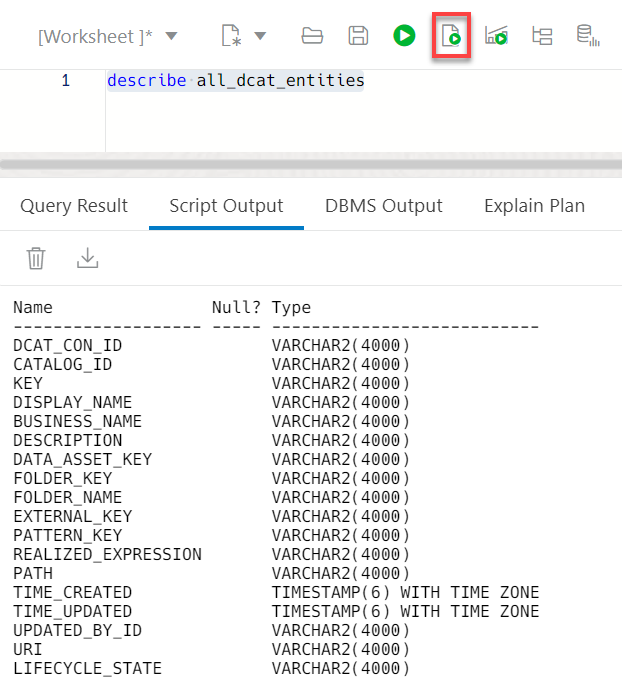 [Worksheet ]*
1 describe all_dcat_entities
Query Result Script Output DBMS Output Explain Plan
Name Null? Type
------------------- ----- ---------------------------
DCAT_CON_ID VARCHAR2(4000)
CATALOG_ID VARCHAR2(4000)
KEY VARCHAR2(4000)
DISPLAY_NAME VARCHAR2(4000)
BUSINESS_NAME VARCHAR2(4000)
DESCRIPTION VARCHAR2(4000)
DATA_ASSET_KEY VARCHAR2(4000)
FOLDER_KEY VARCHAR2(4000)
FOLDER_NAME VARCHAR2(4000)
EXTERNAL_KEY VARCHAR2(4000)
PATTERN_KEY VARCHAR2(4000)
REALIZED_EXPRESSION VARCHAR2(4000)
PATH VARCHAR2(4000)
TIME_CREATED TIMESTAMP(6) WITH TIME ZONE
TIME_UPDATED TIMESTAMP(6) WITH TIME ZONE
UPDATED_BY_ID VARCHAR2(4000)
URI VARCHAR2(4000)
LIFECYCLE_STATE VARCHAR2(4000)